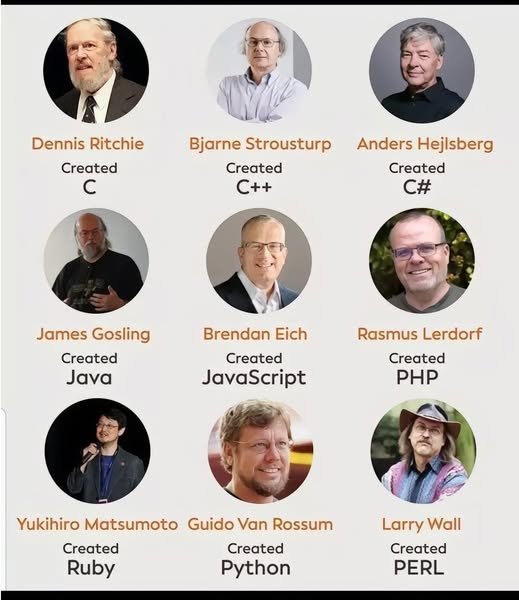 Dennis Ritchie
Created
C
Bjarne Strousturp
Created
C++
Anders Hejlsberg
Created
C#
James Gosling
Created
Java
Brendan Eich
Created
JavaScript
Rasmus Lerdorf
Created
PHP
Yukihiro Matsumoto
Created
Ruby
Guido Van Rossum
Created
Python
Larry Wall
Created
PERL